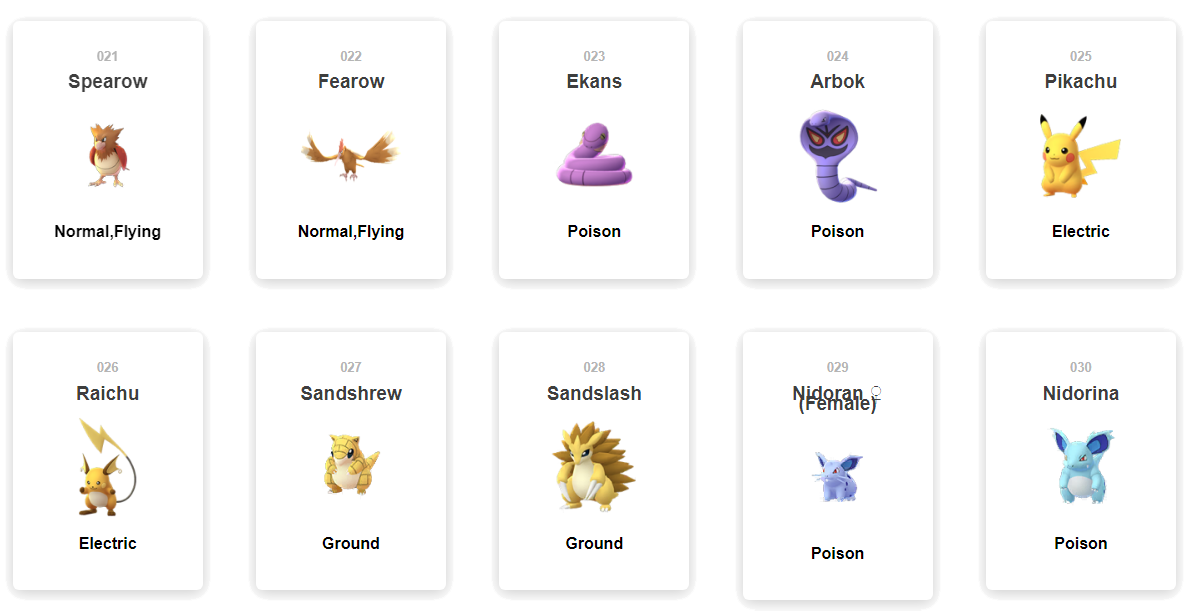 021
Spearow
Normal,Flying
022
Fearow
Normal,Flying
023
Ekans
Poison
024
Arbok
Poison
025
Pikachu
Electric
026
Raichu
Electric
027
Sandshrew
Ground
028
Sandslash
Ground
029
Nidoran ♀
(Female)
Poison
030
Nidorina
Poison